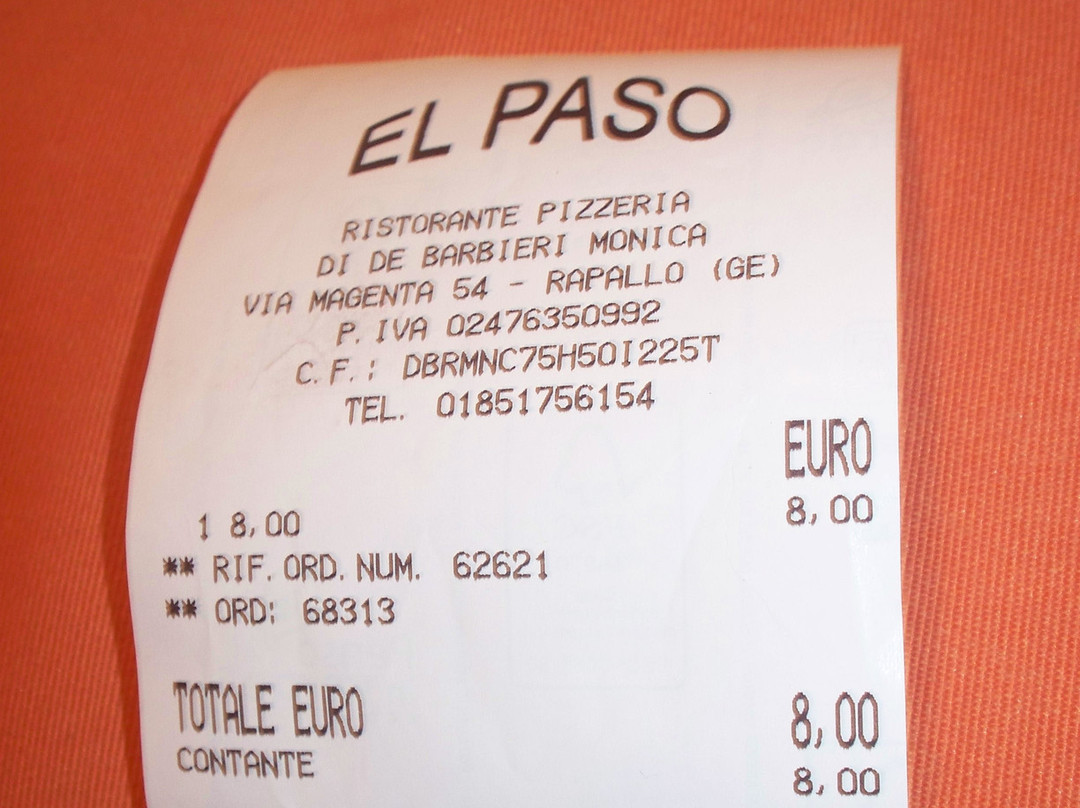 EL PASO
RISTORANTE PIZZERIA
DI DE BARBIERI MONICA
VIA MAGENTA 54 - RAPALLO (GE)
P. IVA 02476350992
C.F.: DBRMNC75H50I225T
TEL. 01851756154
EURO
1 8,00 8,00
** RIF. ORD. NUM. 62621
** ORD: 68313
TOTALE EURO 8,00
CONTANTE 8,00